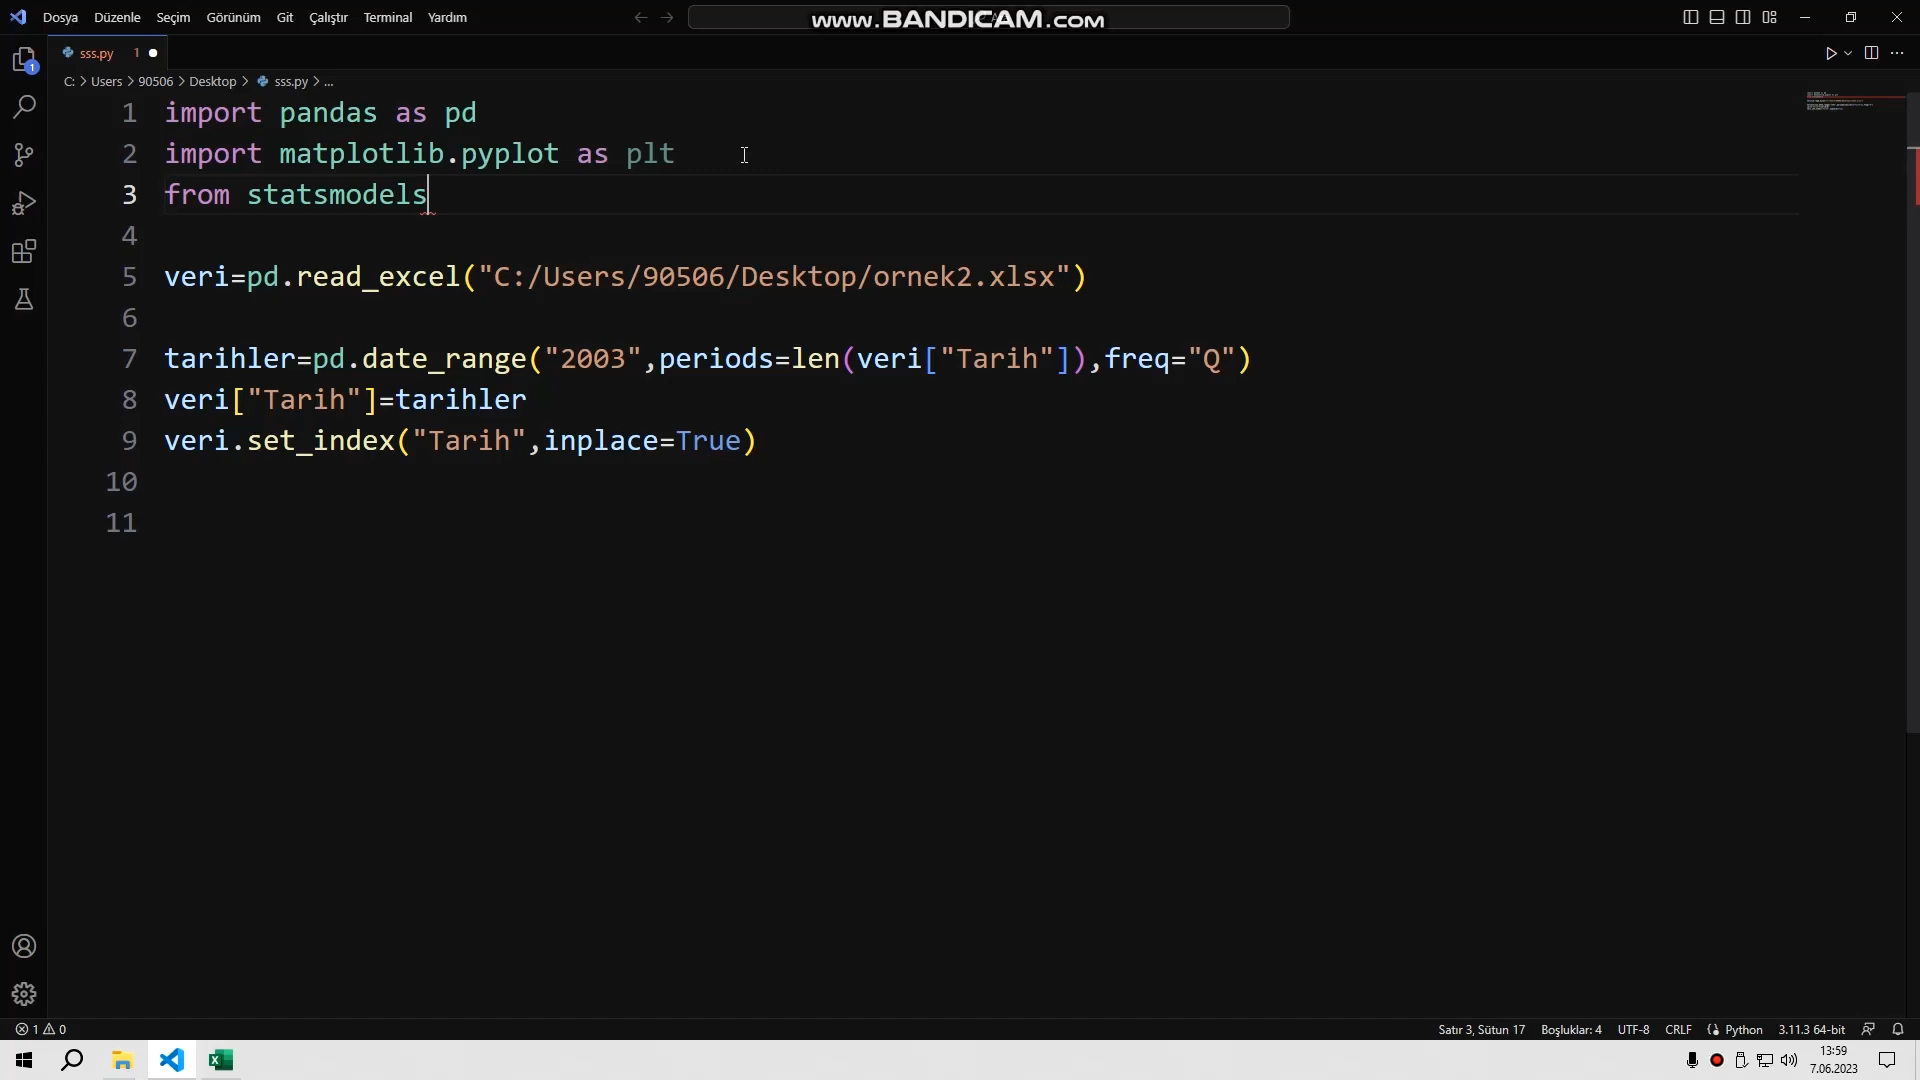 Dosya Düzenle Seçim Görünüm Git Çalıştır Terminal Yardım
www.BANDICAM.com
sss.py 1
C: > Users > 90506 > Desktop > sss.py > ...
1 import pandas as pd
2 import matplotlib.pyplot as plt
3 from statsmodels
4
5 veri=pd.read_excel("C:/Users/90506/Desktop/ornek2.xlsx")
6
7 tarihler=pd.date_range("2003",periods=len(veri["Tarih"]),freq="Q")
8 veri["Tarih"]=tarihler
9 veri.set_index("Tarih",inplace=True)
10
11
1 0 Satır 3, Sütun 17 Boşluklar: 4 UTF-8 CRLF Python 3.11.3 64-bit
13:59
7.06.2023